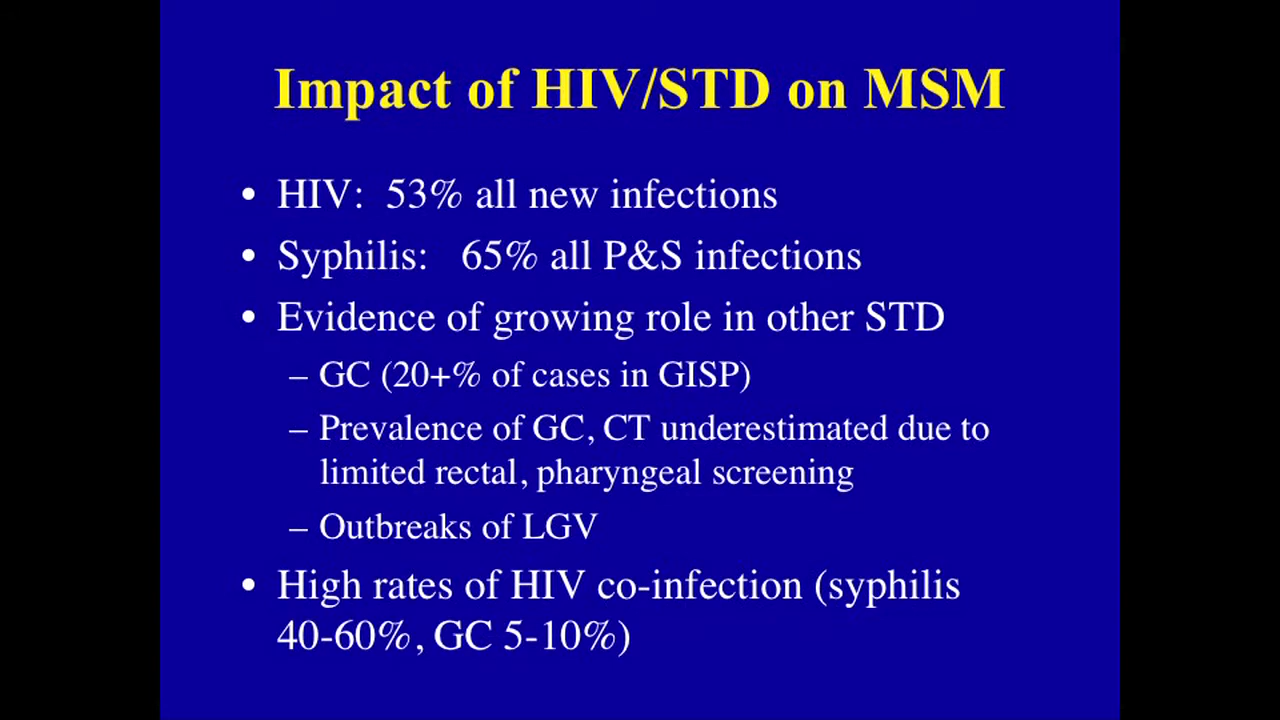 Impact of HIV/STD on MSM
• HIV:  53% all new infections
• Syphilis:   65% all P&S infections
• Evidence of growing role in other STD
– GC (20+% of cases in GISP)
– Prevalence of GC, CT underestimated due to
limited rectal, pharyngeal screening
– Outbreaks of LGV
• High rates of HIV co-infection (syphilis
40-60%, GC 5-10%)